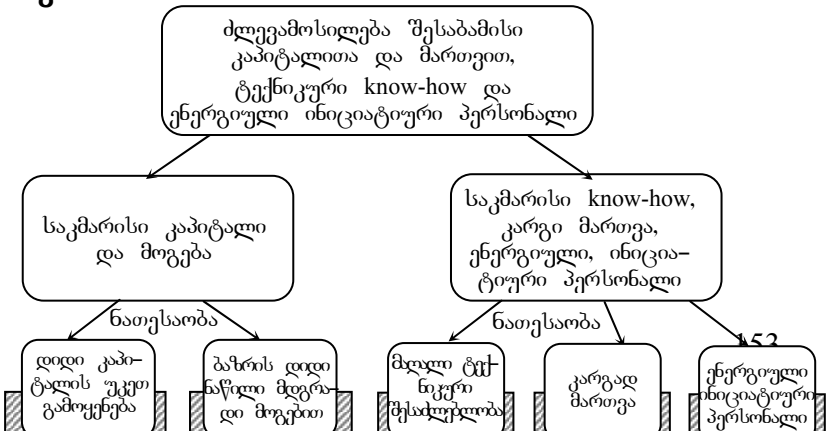 ძლევამოსილება შესაბამისი
კაპიტალითა და მართვით,
ტექნიკური know-how და
ენერგიული ინიციატიური პერსონალი
საკმარისი კაპიტალი
და მოგება
საკმარისი know-how,
კარგი მართვა,
ენერგიული, ინიცია–
ტიური პერსონალი
ნათესაობა
ნათესაობა
152
დიდი კაპი–
ტალის უკეთ
გამოყენება
ბაზრის დიდი
ნაწილი მდგრა–
დი მოგებით
მაღალი ტექ–
ნიკური
შესაძლებლობა
კარგად
მართვა
ენერგიული
ინიციატიური
პერსონალი